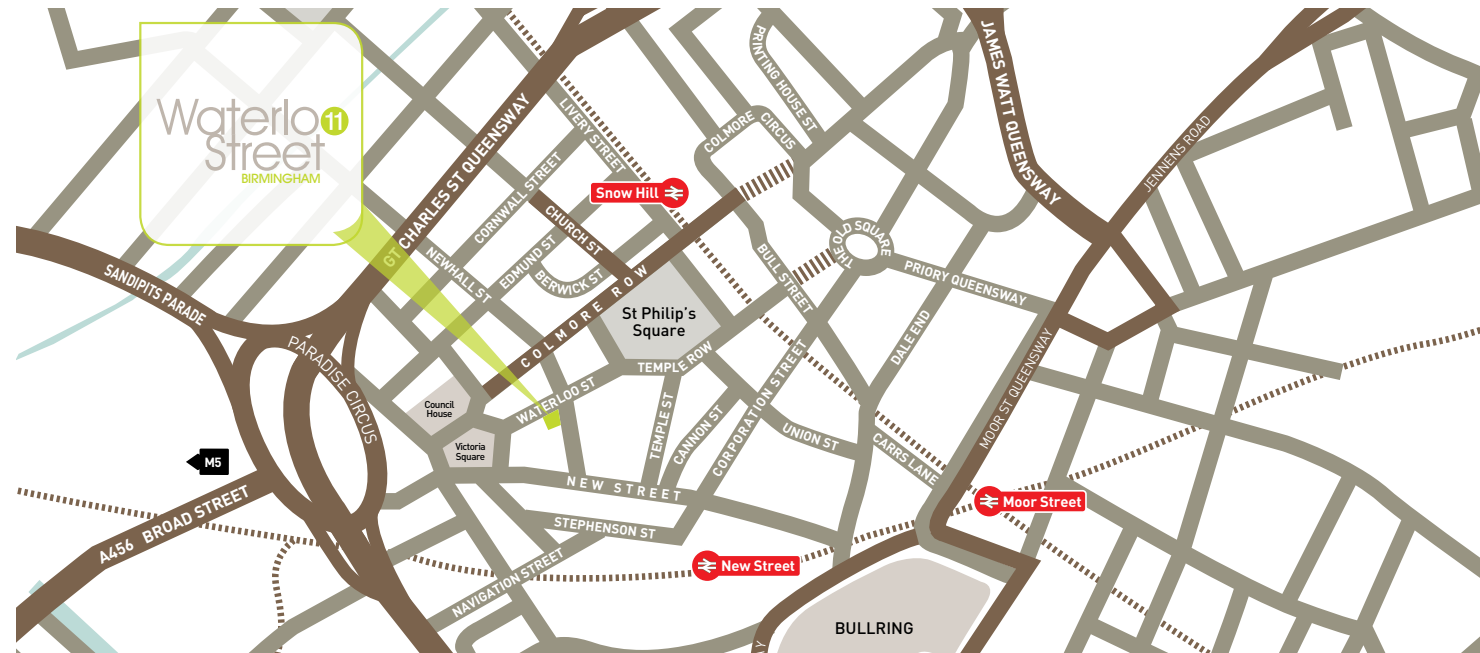 Waterlo11
Street
BIRMINGHAM
SANDIPITS PARADE
GT CHARLES ST QUEENSWAY
PARADISE CIRCUS
M5
A456 BROAD STREET
LIVERY STREET
CORNWALL STREET
CHURCH ST
EDMUND ST
BERWICK ST
NEWHALL ST
Snow Hill
COLMORE ROW
COLMORE CIRCUS
PRINTING HOUSE ST
JAMES WATT QUEENSWAY
JENNENS ROAD
THE OLD SQUARE
PRIORY QUEENSWAY
BULL STREET
DALE END
St Philip's
Square
TEMPLE ROW
WATERLOO ST
Council
House
Victoria
Square
TEMPLE ST
CANNON ST
CORPORATION STREET
UNION ST
CARRS LANE
MOOR ST QUEENSWAY
NEW STREET
STEPHENSON ST
NAVIGATION STREET
Moor Street
New Street
BULLRING